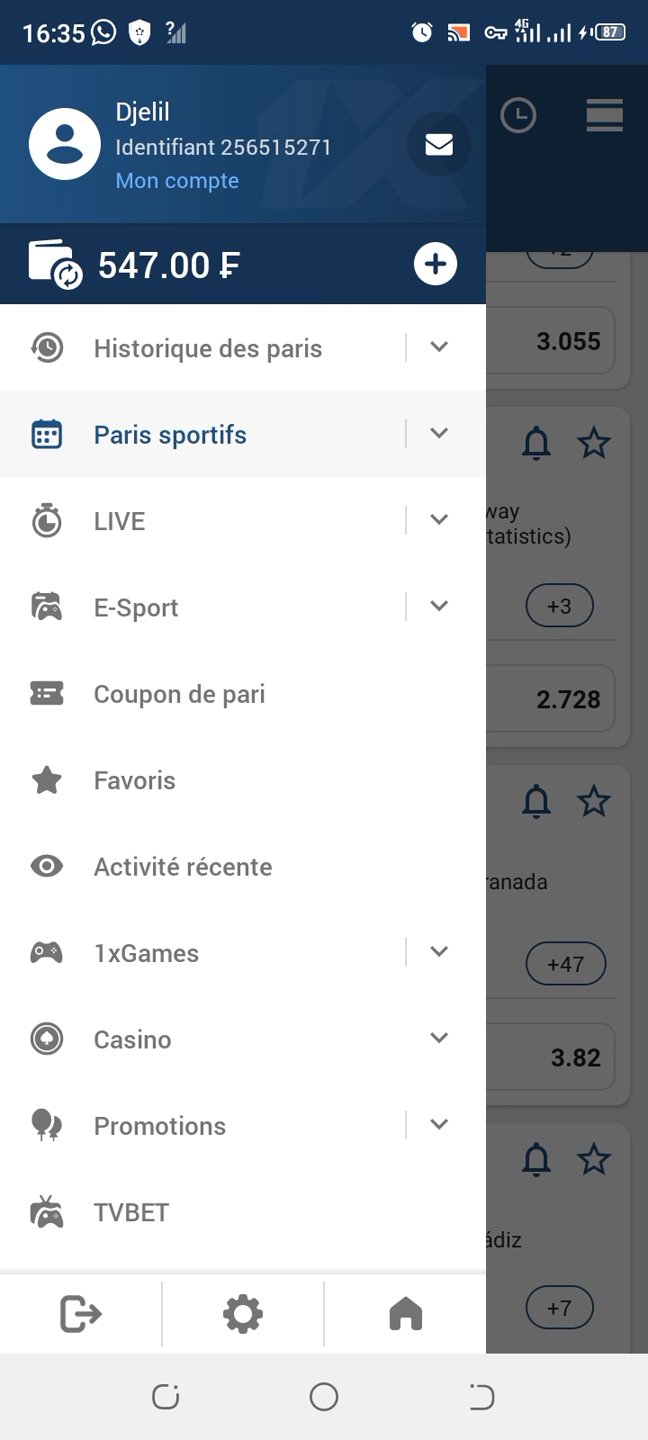 16:35
4G
87
Djelil
Identifiant 256515271
Mon compte
547.00 ₣
Historique des paris
3.055
Paris sportifs
LIVE
way
tatistics)
E-Sport
+3
Coupon de pari
2.728
Favoris
Activité récente
ranada
1xGames
+47
Casino
3.82
Promotions
TVBET
ádiz
+7